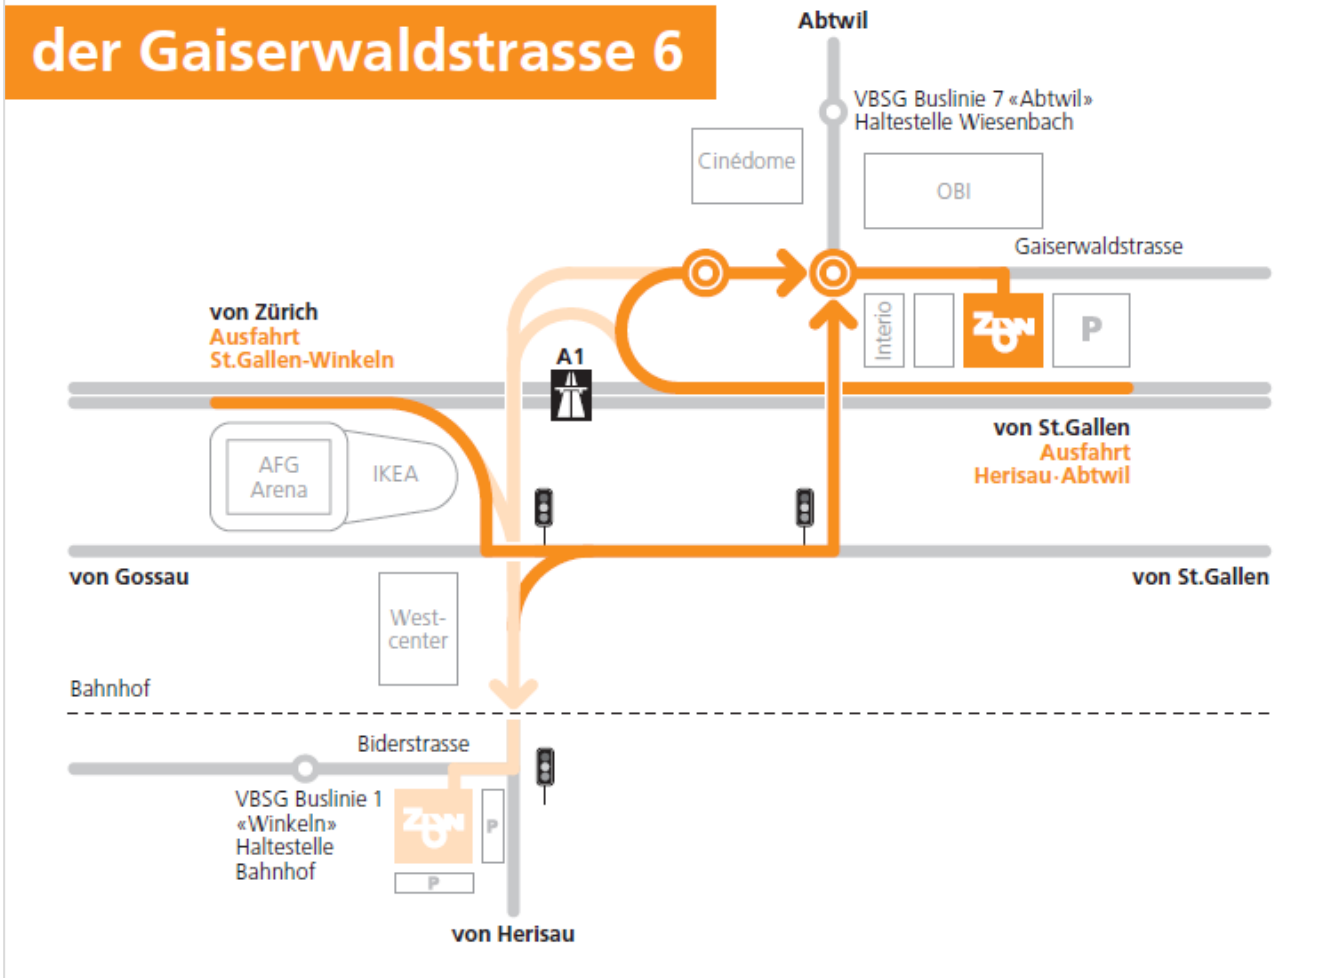 der Gaiserwaldstrasse 6
Abtwil
VBSG Buslinie 7 «Abtwil»
Haltestelle Wiesenbach
Cinédome
OBI
Gaiserwaldstrasse
von Zürich
Ausfahrt
St.Gallen-Winkeln
Interio
P
A1
von St.Gallen
Ausfahrt
Herisau·Abtwil
AFG
Arena
IKEA
von Gossau
von St.Gallen
West-
center
Bahnhof
Biderstrasse
VBSG Buslinie 1
«Winkeln»
Haltestelle
Bahnhof
P
P
von Herisau